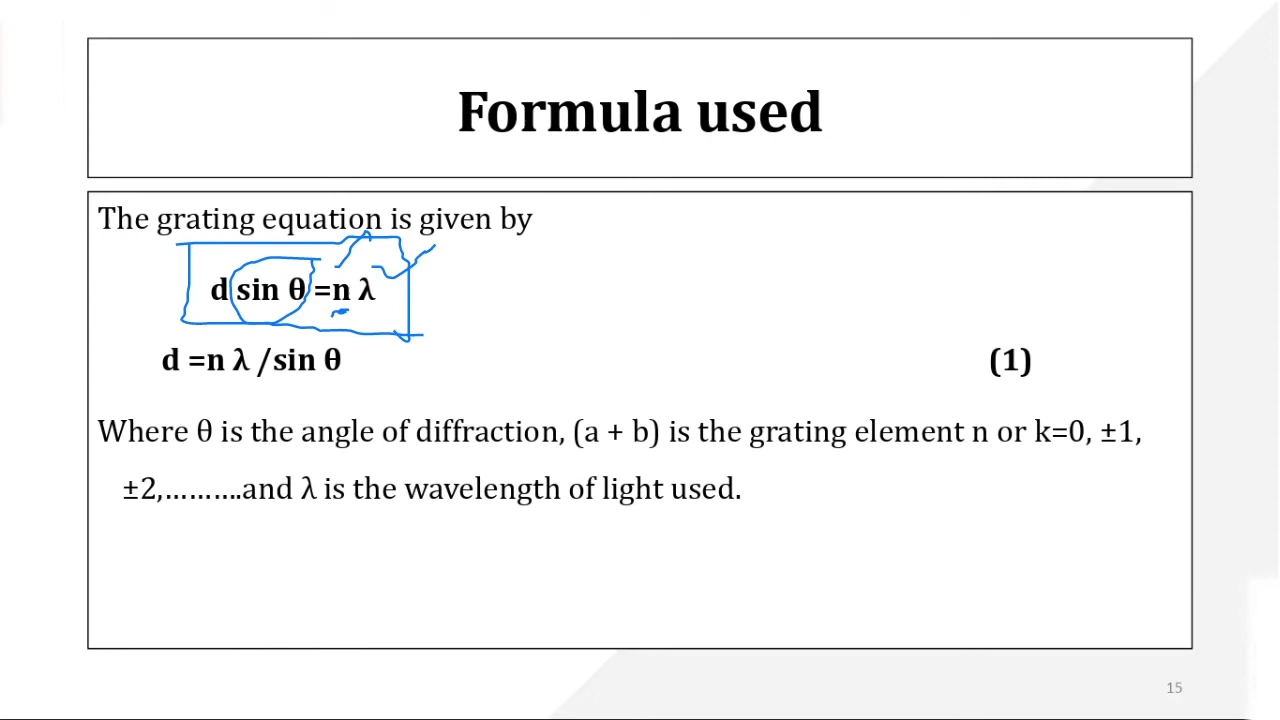 Formula used
The grating equation is given by
d sin θ =n λ
d =n λ /sin θ (1)
Where θ is the angle of diffraction, (a + b) is the grating element n or k=0, ±1,
±2,……….and λ is the wavelength of light used.
15